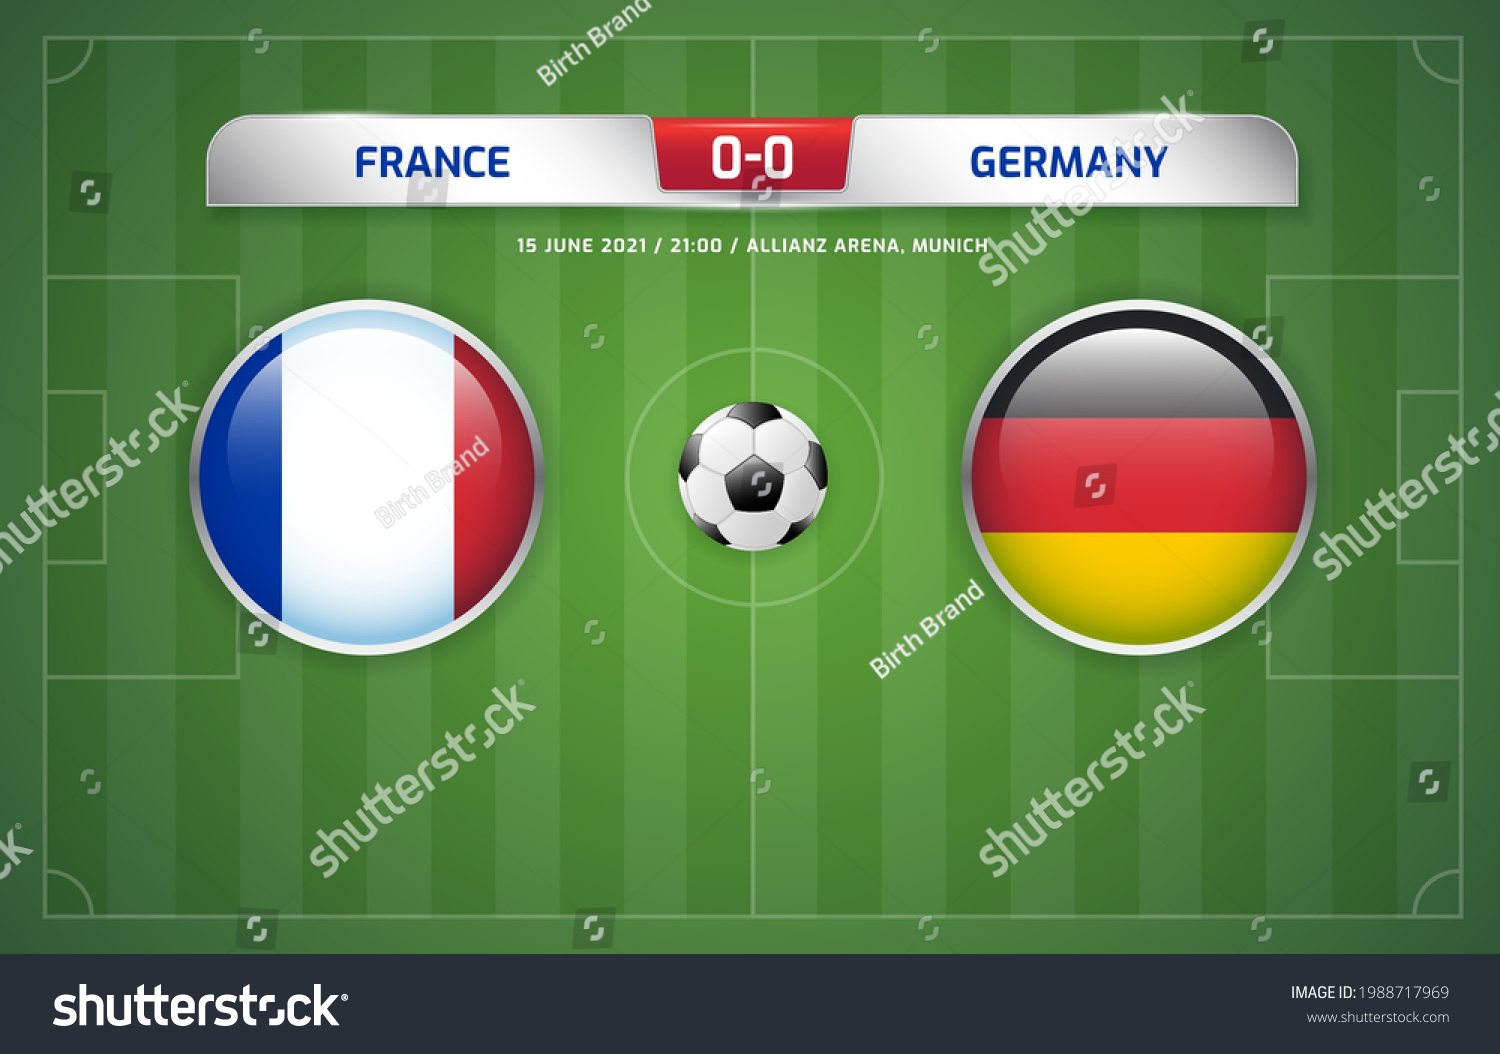 Birth Brand
FRANCE
0-0
GERMANY
shutterstock
15 JUNE 2021 / 21:00 / ALLIANZ ARENA, MUNICH
shutterstock
Birth Brand
shutterstock
Birth Brand
shutterstock
shutterstock
shutterstock
IMAGE ID: 1988717969
www.shutterstock.com